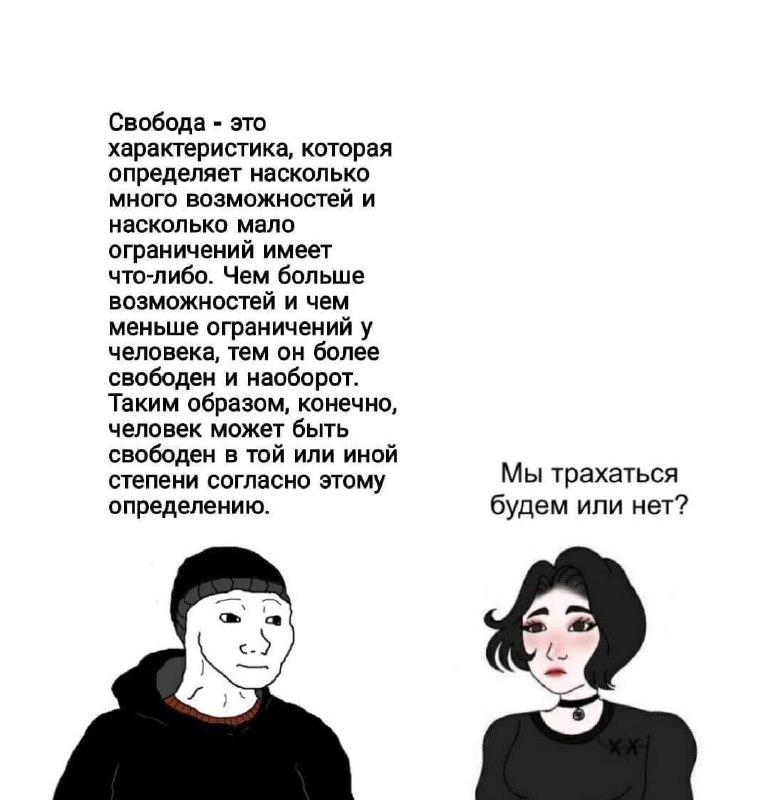 Свобода - это
характеристика, которая
определяет насколько
много возможностей и
насколько мало
ограничений имеет
что-либо. Чем больше
возможностей и чем
меньше ограничений у
человека, тем он более
свободен и наоборот.
Таким образом, конечно,
человек может быть
свободен в той или иной
степени согласно этому
определению.
Мы трахаться
будем или нет?